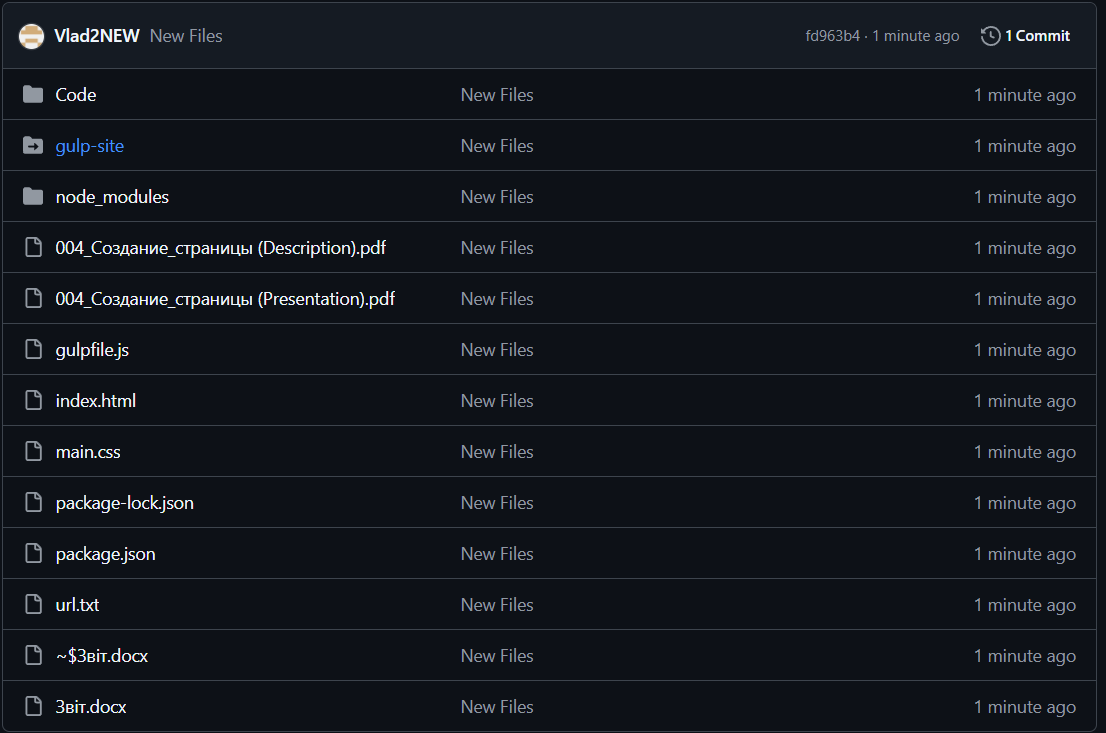 Vlad2NEW New Files fd963b4 · 1 minute ago 1 Commit
Code New Files 1 minute ago
gulp-site New Files 1 minute ago
node_modules New Files 1 minute ago
004_Создание_страницы (Description).pdf New Files 1 minute ago
004_Создание_страницы (Presentation).pdf New Files 1 minute ago
gulpfile.js New Files 1 minute ago
index.html New Files 1 minute ago
main.css New Files 1 minute ago
package-lock.json New Files 1 minute ago
package.json New Files 1 minute ago
url.txt New Files 1 minute ago
~$Звіт.docx New Files 1 minute ago
Звіт.docx New Files 1 minute ago